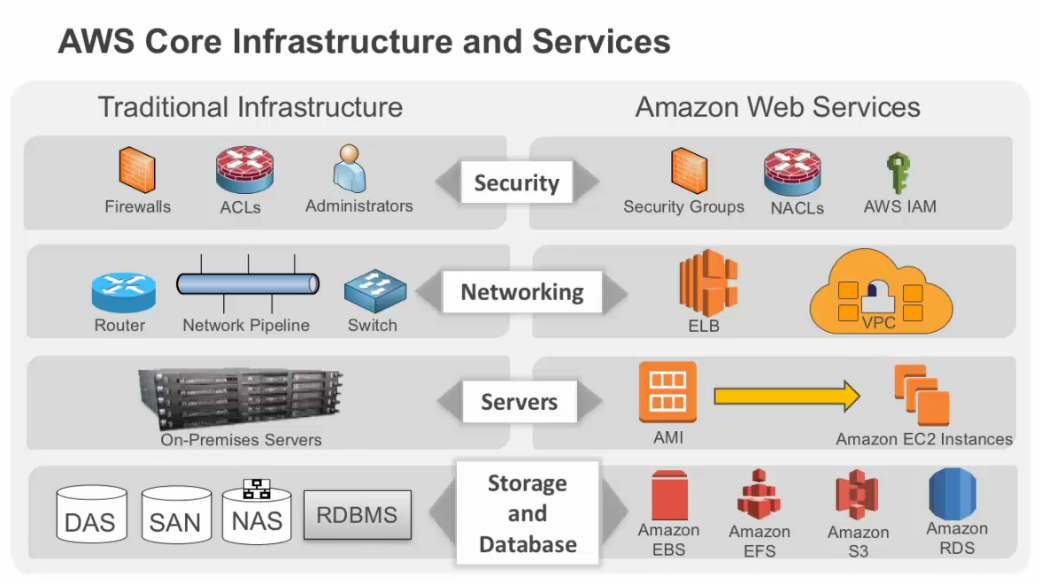 AWS Core Infrastructure and Services
Traditional Infrastructure
Amazon Web Services
Firewalls
ACLs
Administrators
Security
Security Groups
NACLs
AWS IAM
Router
Network Pipeline
Switch
Networking
ELB
VPC
On-Premises Servers
Servers
AMI
Amazon EC2 Instances
DAS
SAN
NAS
RDBMS
Storage
and
Database
Amazon
EBS
Amazon
EFS
Amazon
S3
Amazon
RDS